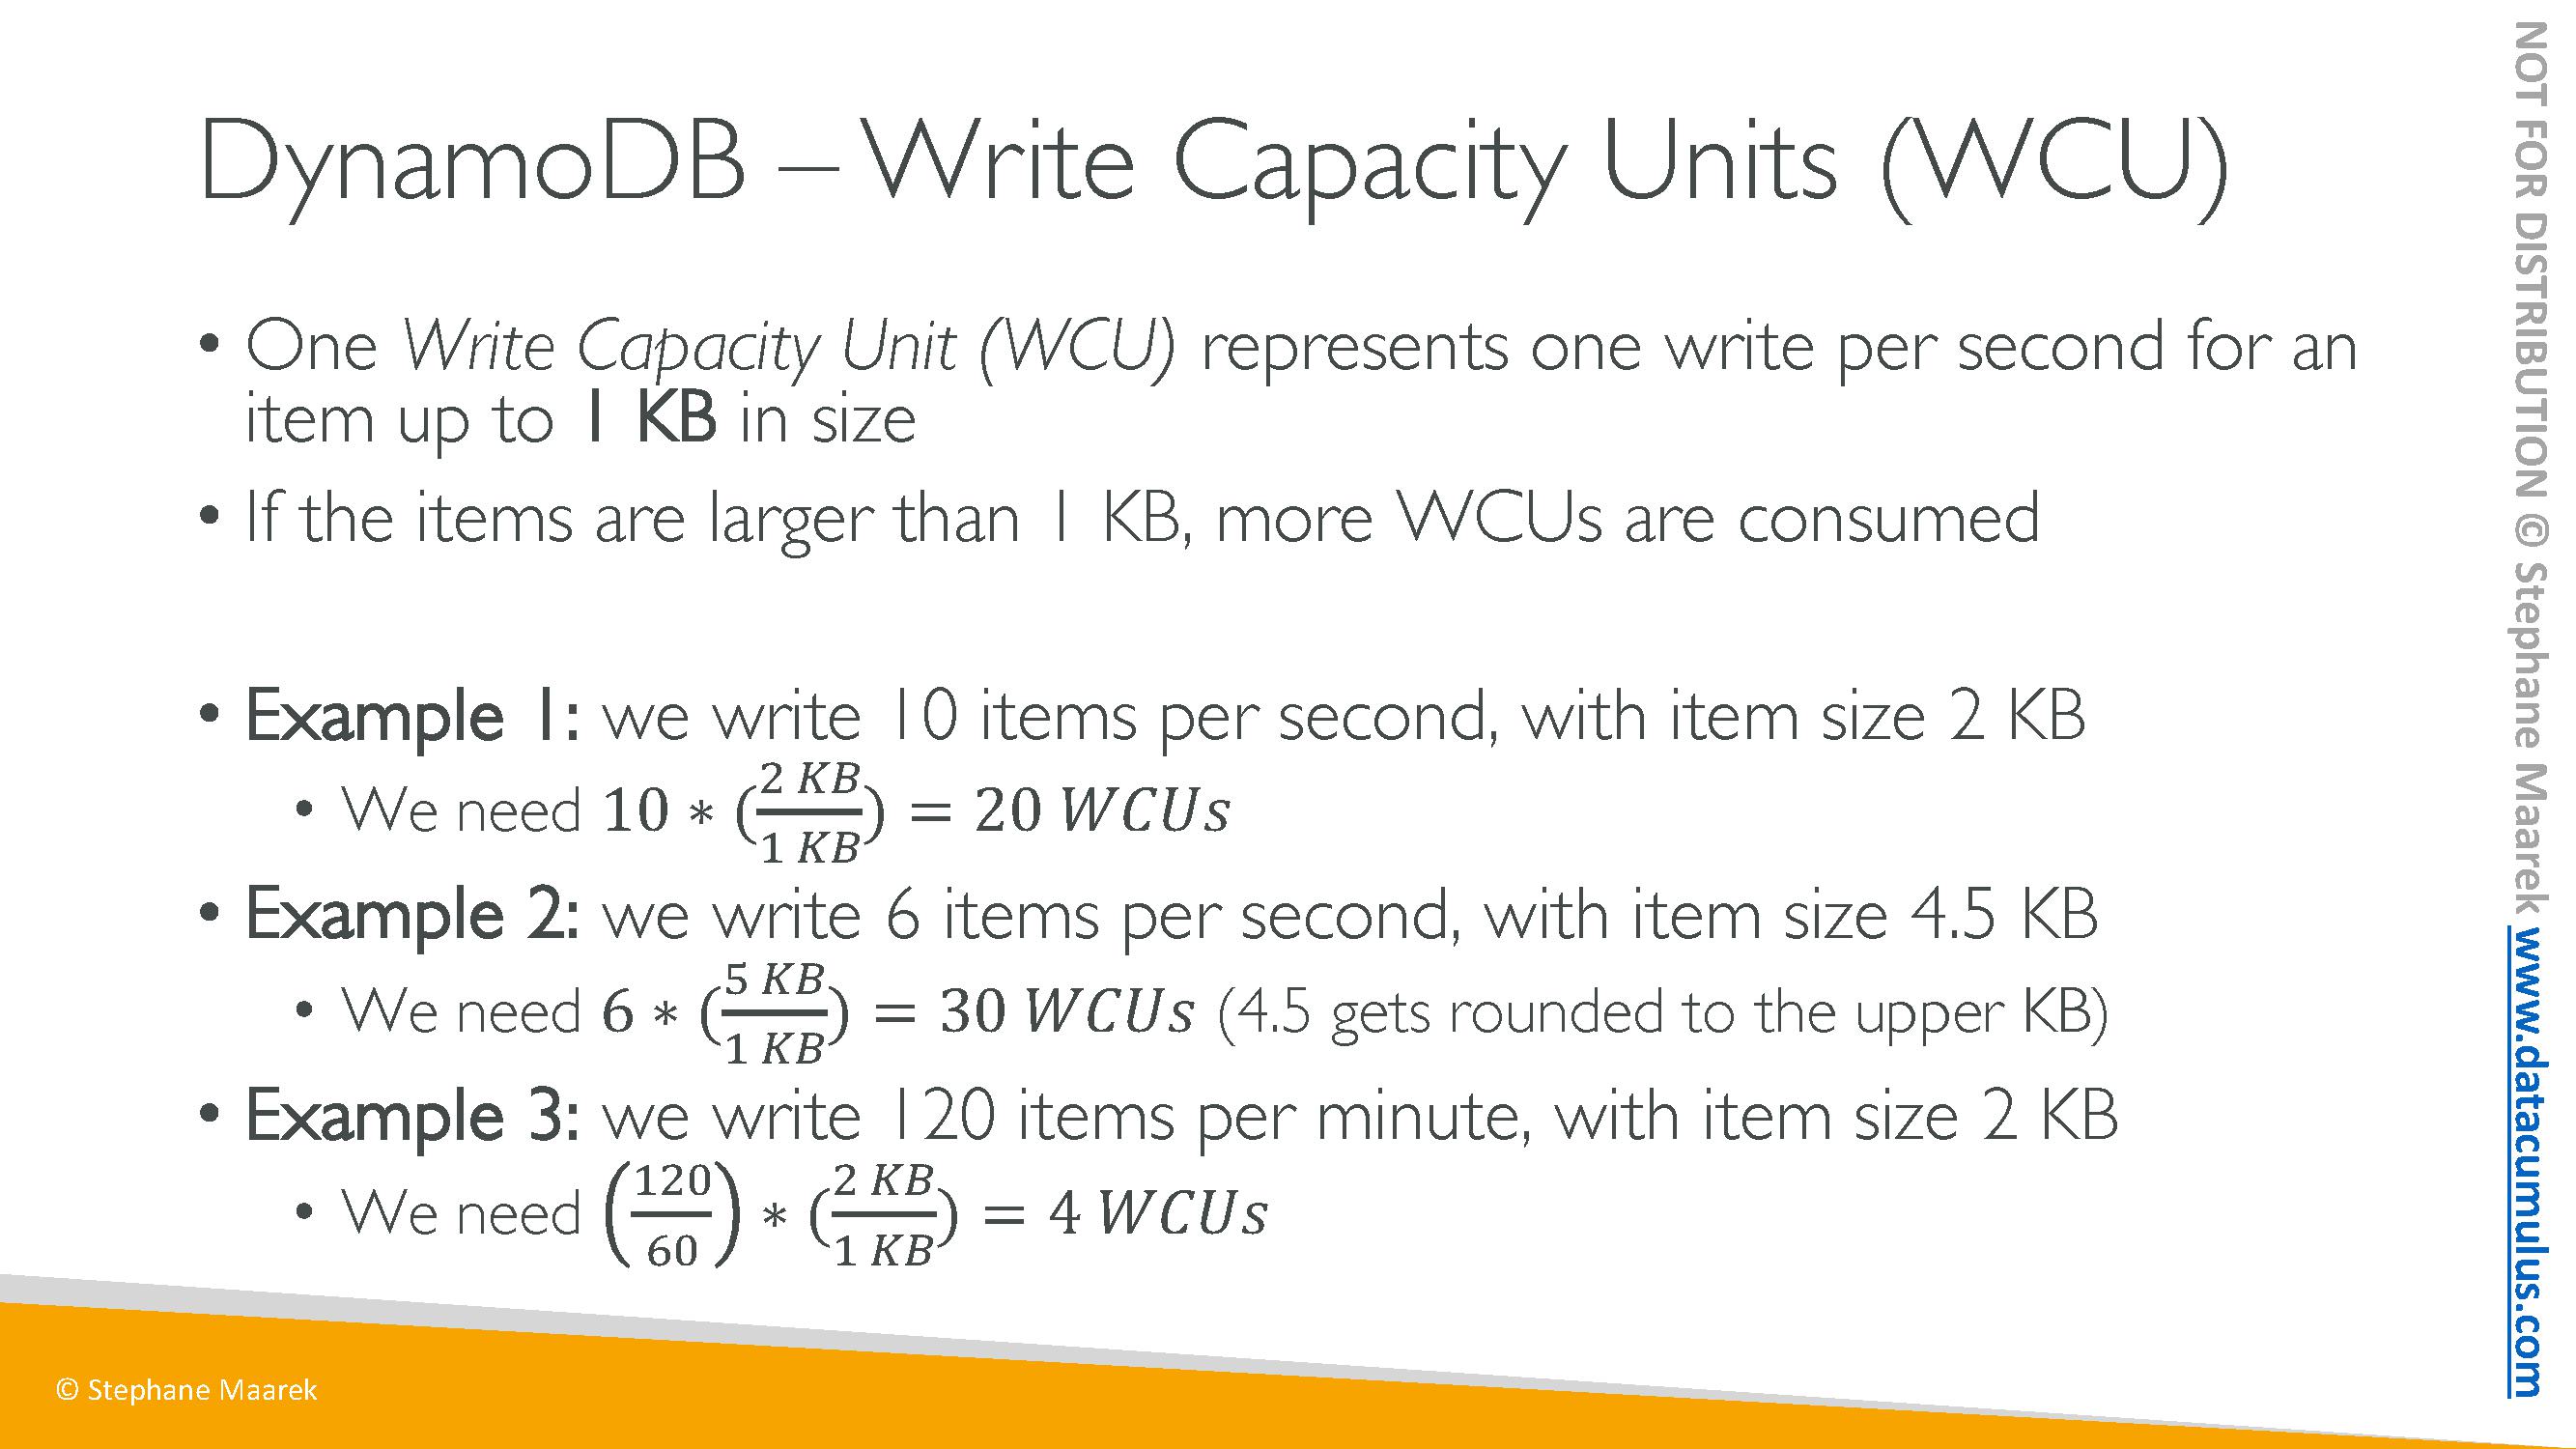 DynamoDB – Write Capacity Units (WCU)
• One Write Capacity Unit (WCU) represents one write per second for an
item up to 1 KB in size
• If the items are larger than 1 KB, more WCUs are consumed
• Example 1: we write 10 items per second, with item size 2 KB
• We need 10 ∗ (2 KB/1 KB) = 20 WCUs
• Example 2: we write 6 items per second, with item size 4.5 KB
• We need 6 ∗ (5 KB/1 KB) = 30 WCUs (4.5 gets rounded to the upper KB)
• Example 3: we write 120 items per minute, with item size 2 KB
• We need (120/60) ∗ (2 KB/1 KB) = 4 WCUs
© Stephane Maarek
NOT FOR DISTRIBUTION © Stephane Maarek www.datacumulus.com